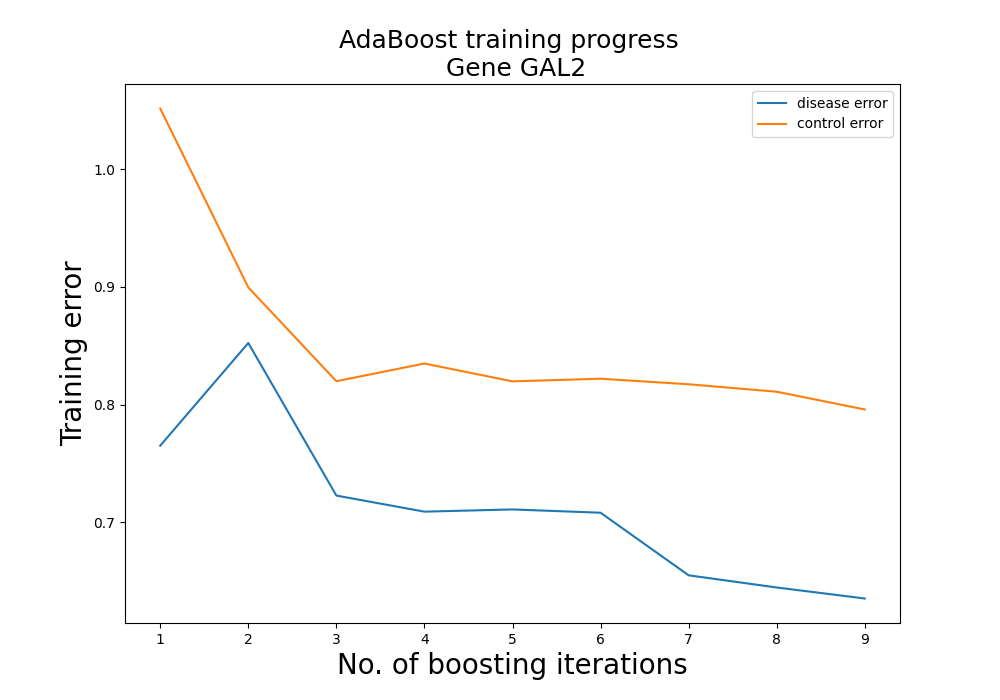 AdaBoost training progress
Gene GAL2
disease error
control error
Training error
1.0
0.9
0.8
0.7
1 2 3 4 5 6 7 8 9
No. of boosting iterations